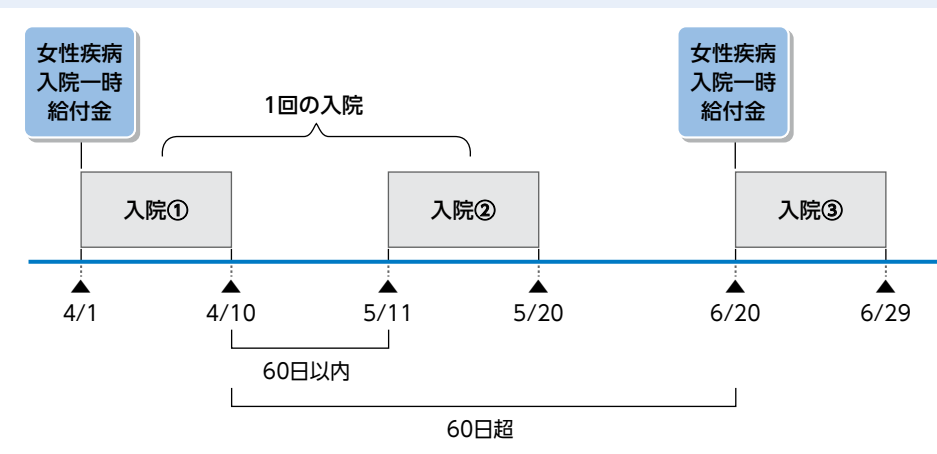 女性疾病
入院一時
給付金
女性疾病
入院一時
給付金
1回の入院
入院①
入院②
入院③
4/1
4/10
5/11
5/20
6/20
6/29
60日以内
60日超